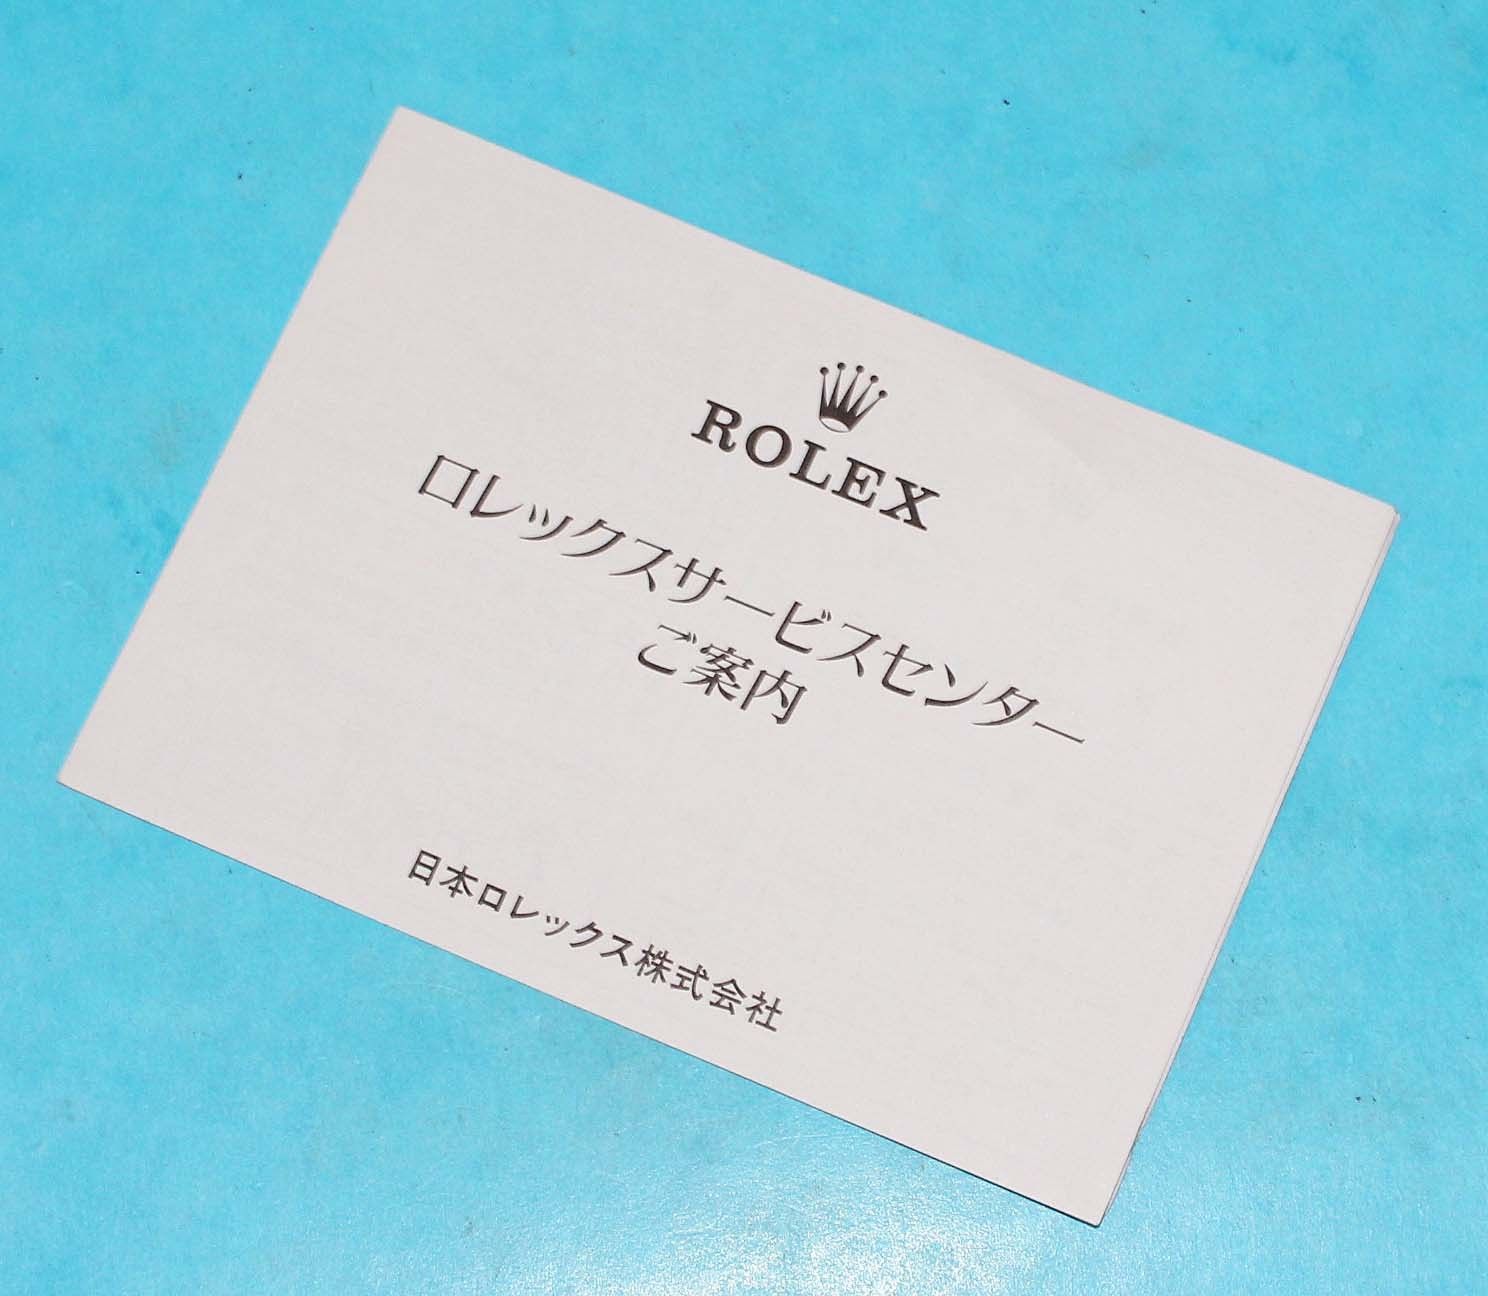 ROLEX
ロレックスサービスセンター
ご案内
日本ロレックス株式会社